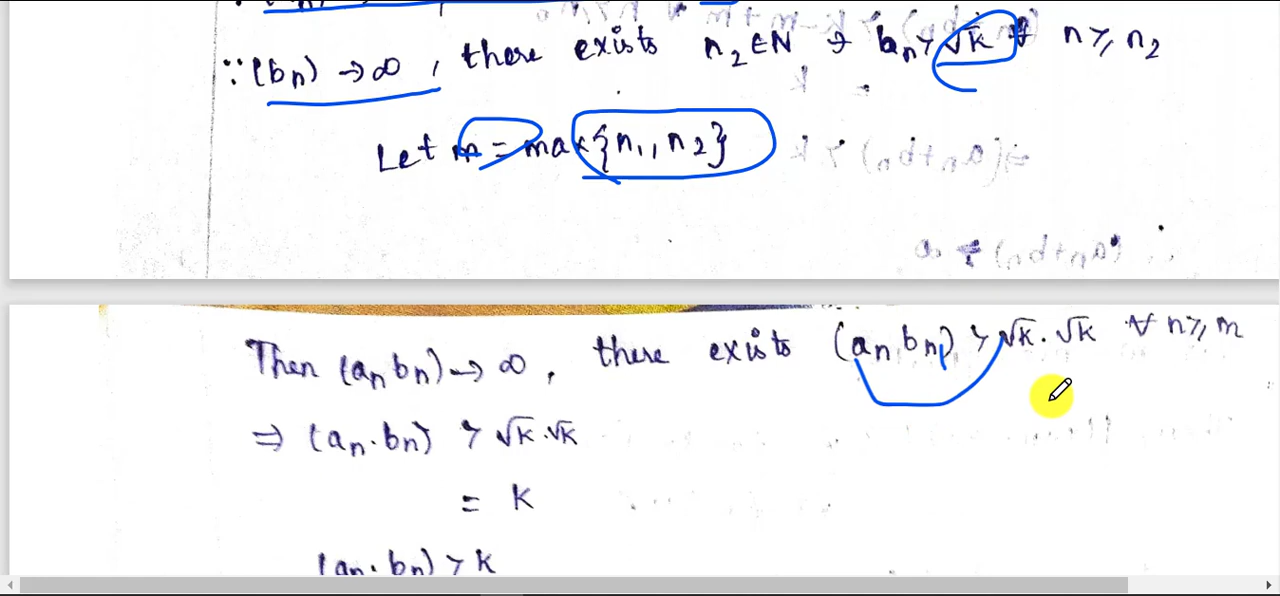 ∵ (bn) → ∞, there exists n₂ ∈ N ∋ bn > √k ∀ n ≥ n₂
Let m = max{n₁, n₂}
Then (an bn) → ∞, there exists (an bn) > √k · √k ∀ n ≥ m
⇒ (an · bn) > √k · √k
= k
(an · bn) > k